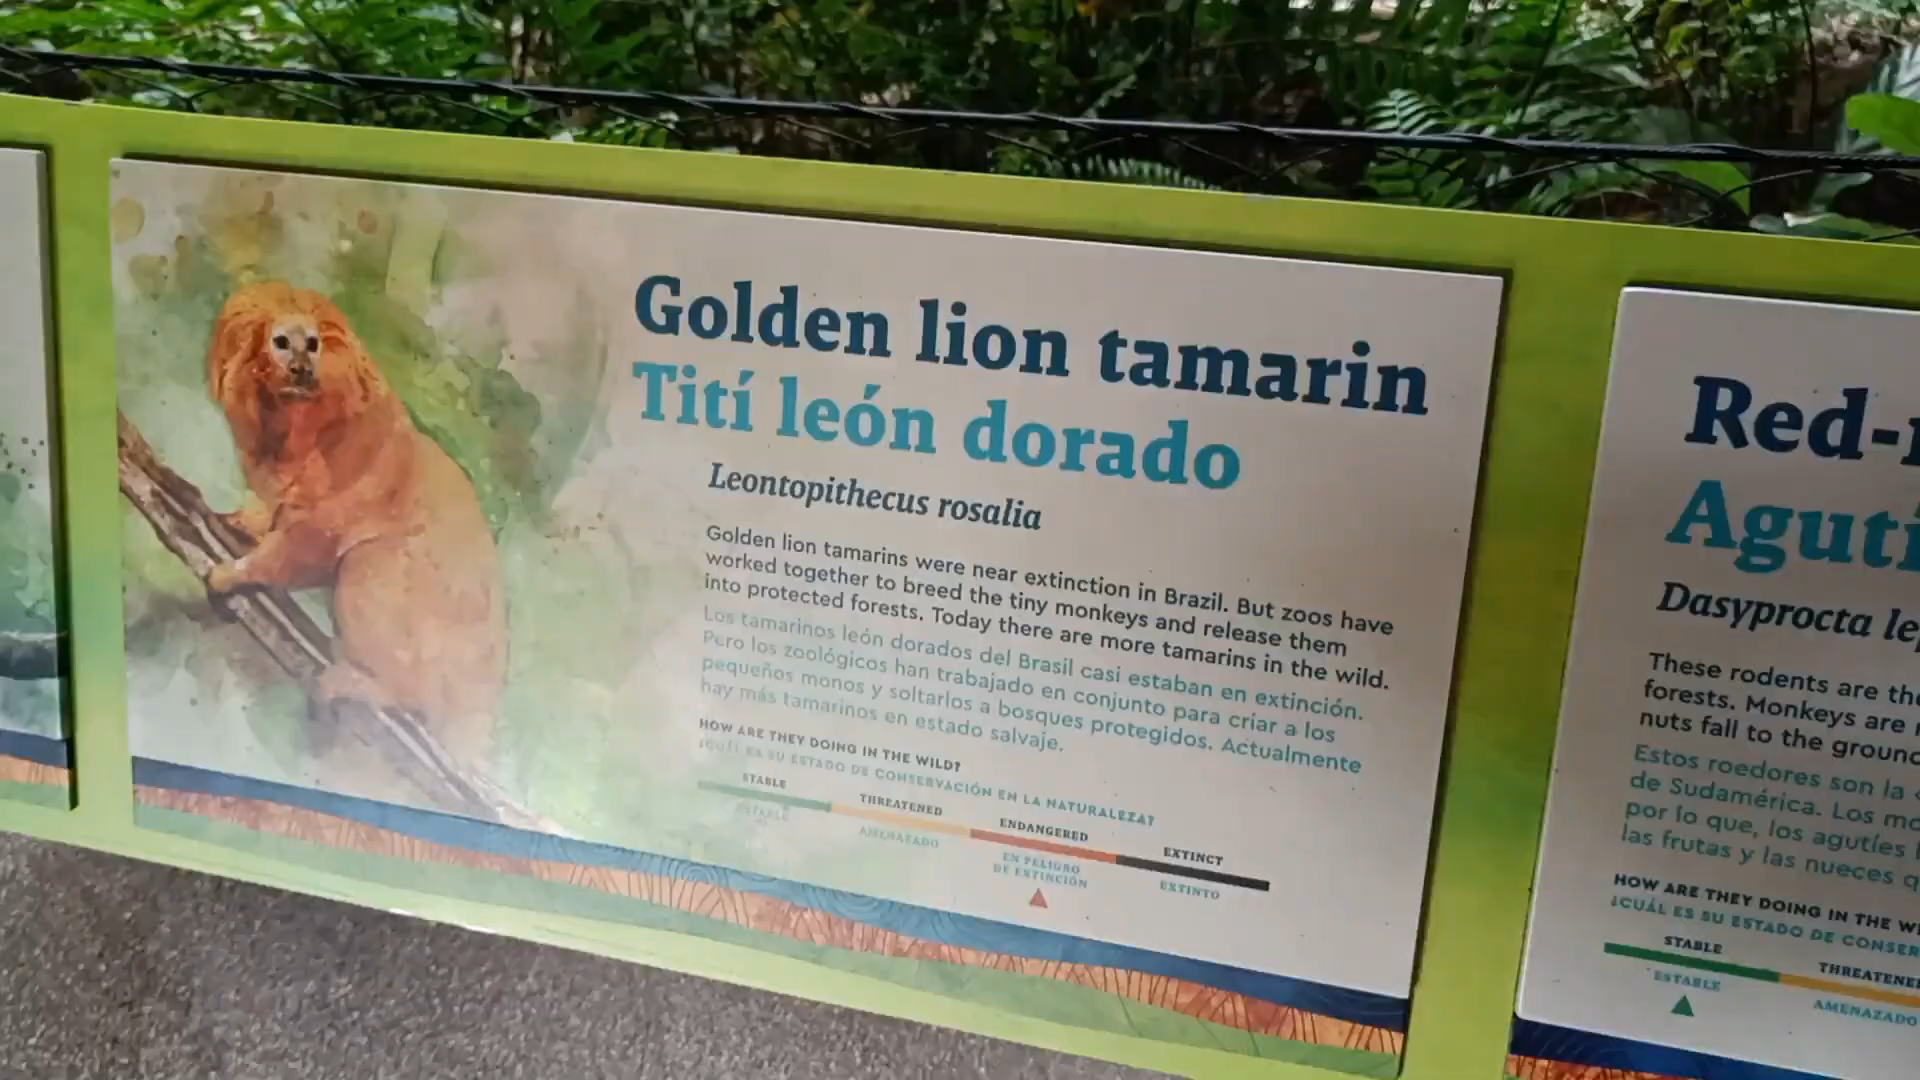 Golden lion tamarin
Tití león dorado
Leontopithecus rosalia
Golden lion tamarins were near extinction in Brazil. But zoos have
worked together to breed the tiny monkeys and release them
into protected forests. Today there are more tamarins in the wild.
Los tamarinos león dorados del Brasil casi estaban en extinción.
Pero los zoológicos han trabajado en conjunto para criar a los
pequeños monos y soltarlos a bosques protegidos. Actualmente
hay más tamarinos en estado salvaje.
HOW ARE THEY DOING IN THE WILD?
¿CUÁL ES SU ESTADO DE CONSERVACIÓN EN LA NATURALEZA?
STABLE THREATENED ENDANGERED EXTINCT
ESTABLE AMENAZADO EN PELIGRO DE EXTINCIÓN EXTINTO
Red-
Agutí
Dasyprocta le
These rodents are the
forests. Monkeys are
nuts fall to the ground
Estos roedores son la
de Sudamérica. Los mo
por lo que, los agutíes
las frutas y las nueces q
HOW ARE THEY DOING IN THE W
¿CUÁL ES SU ESTADO DE CONSER
STABLE THREATENE
ESTABLE AMENAZADO